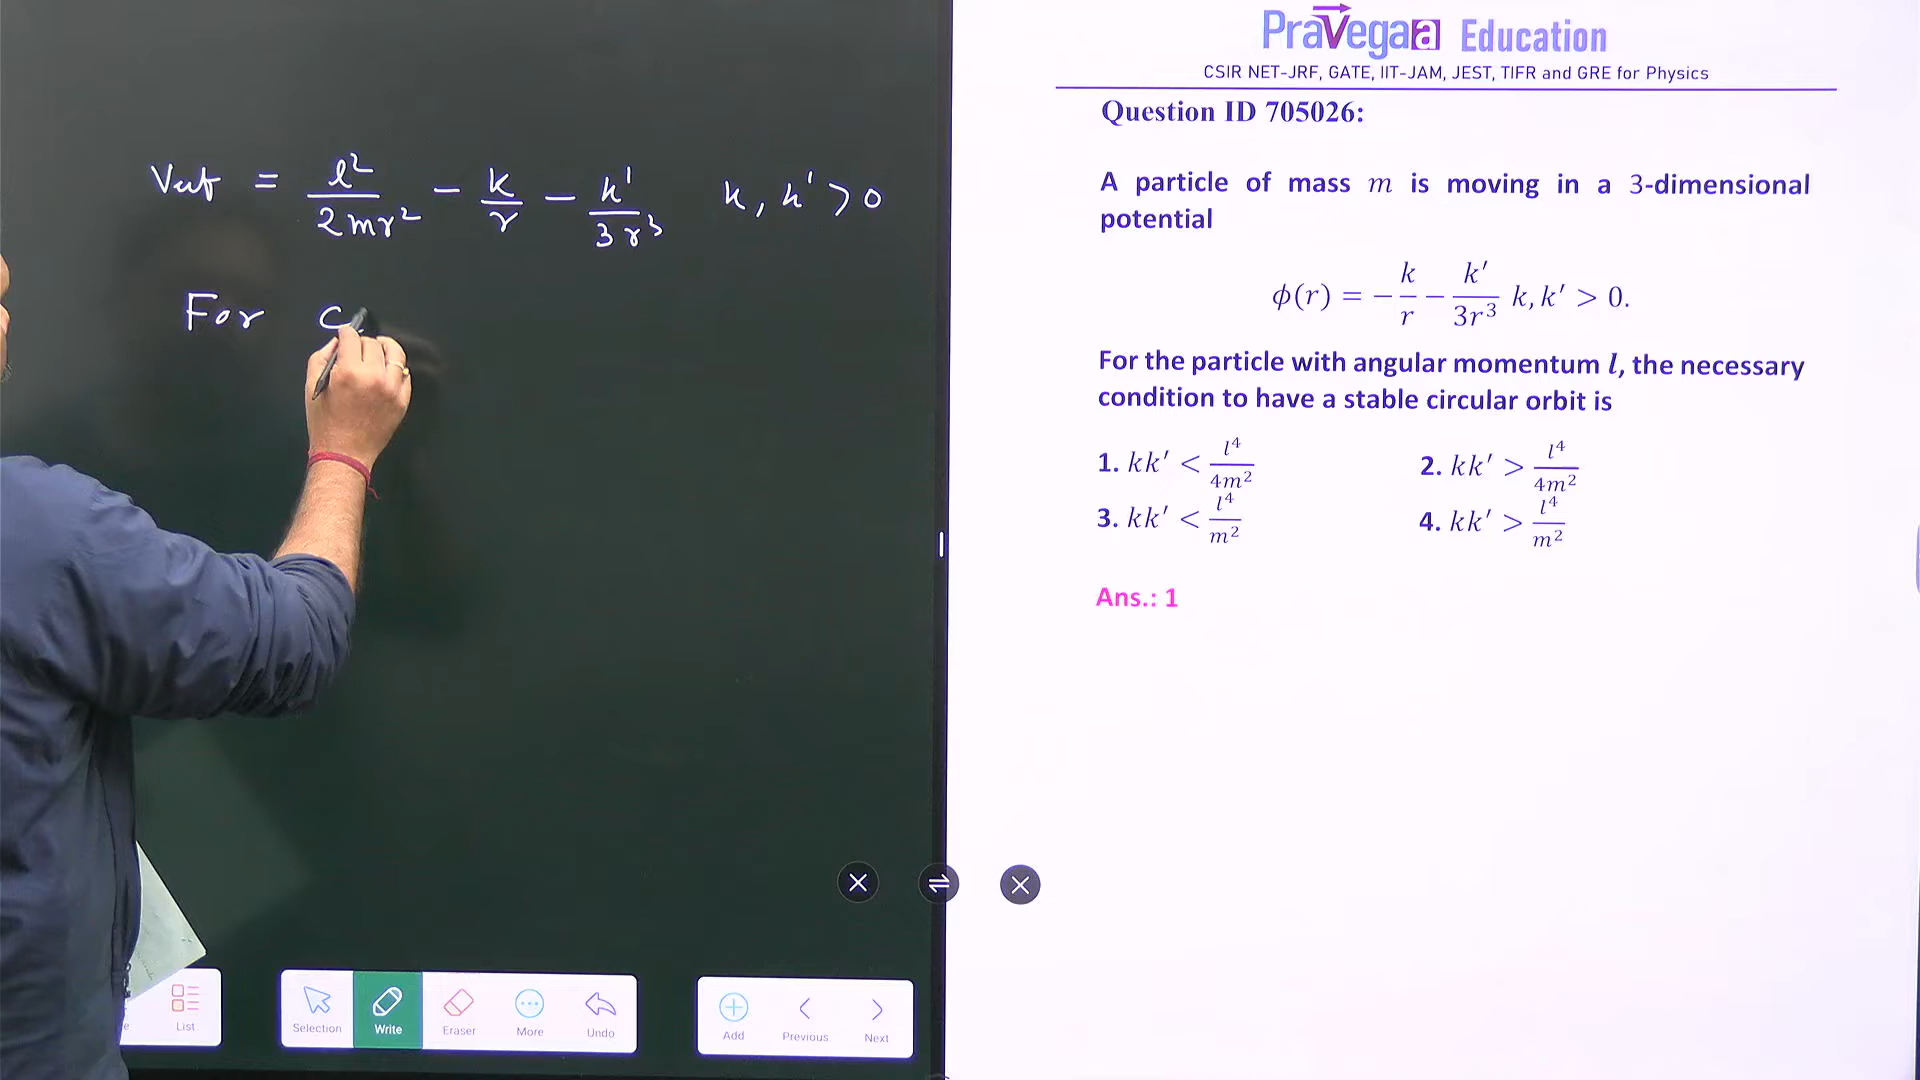 Veff = l²/2mr² − k/r − k'/3r³   k, k' > 0
For C
PraVegaa Education
CSIR NET-JRF, GATE, IIT-JAM, JEST, TIFR and GRE for Physics
Question ID 705026:
A particle of mass m is moving in a 3-dimensional
potential
ϕ(r) = −k/r − k'/3r³ k, k' > 0.
For the particle with angular momentum l, the necessary
condition to have a stable circular orbit is
1. kk' < l⁴/4m²   2. kk' > l⁴/4m²
3. kk' < l⁴/m²   4. kk' > l⁴/m²
Ans.: 1
List
Selection
Write
Eraser
More
Undo
Add
Previous
Next